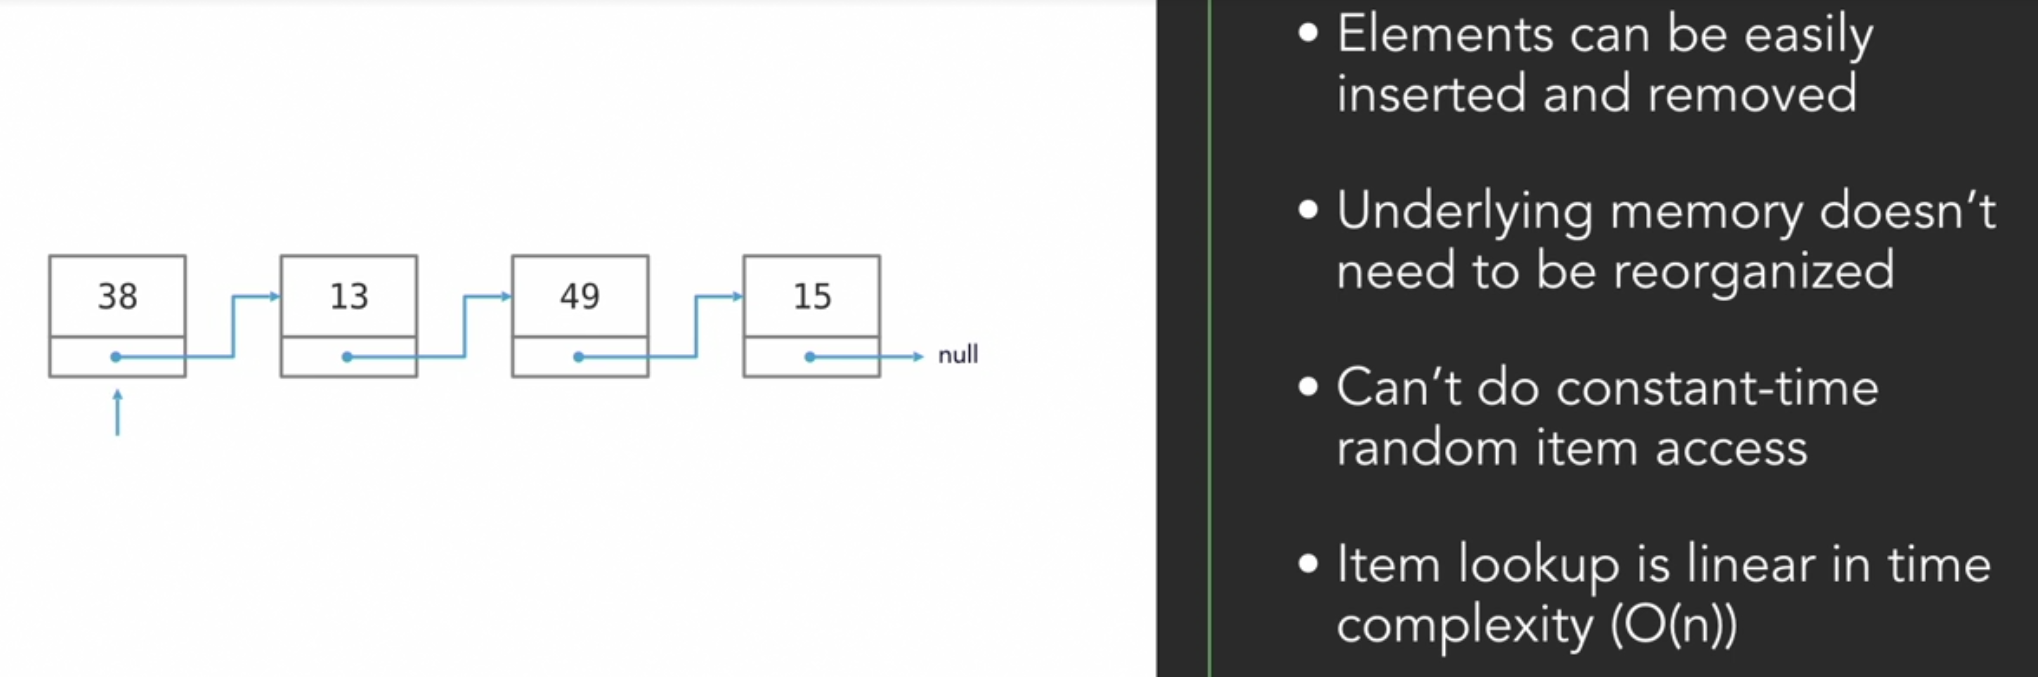 38
13
49
15
null
• Elements can be easily
inserted and removed
• Underlying memory doesn’t
need to be reorganized
• Can’t do constant-time
random item access
• Item lookup is linear in time
complexity (O(n))